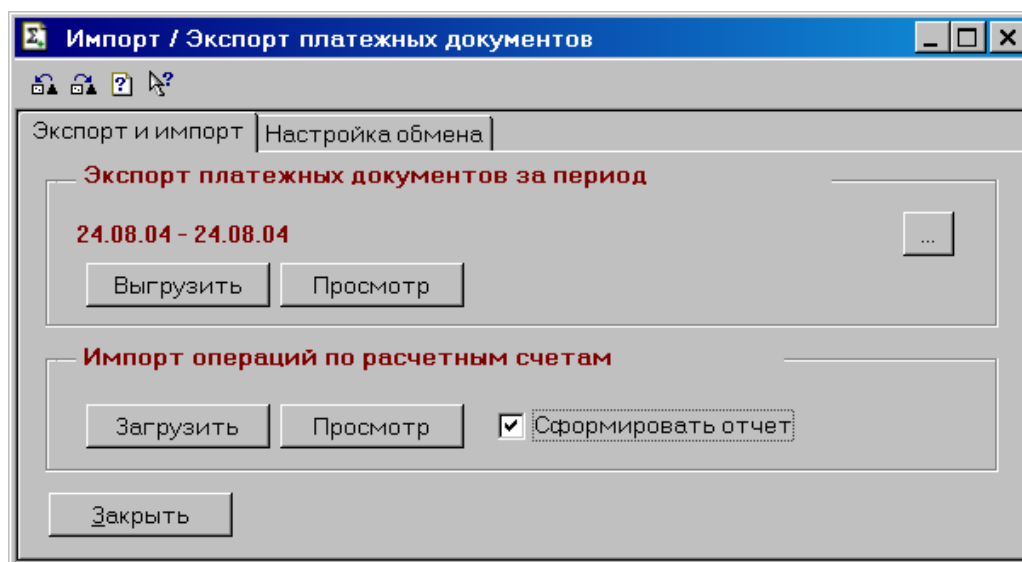 Импорт / Экспорт платежных документов
Экспорт и импорт Настройка обмена
Экспорт платежных документов за период
24.08.04 - 24.08.04 ...
Выгрузить Просмотр
Импорт операций по расчетным счетам
Загрузить Просмотр Сформировать отчет
Закрыть